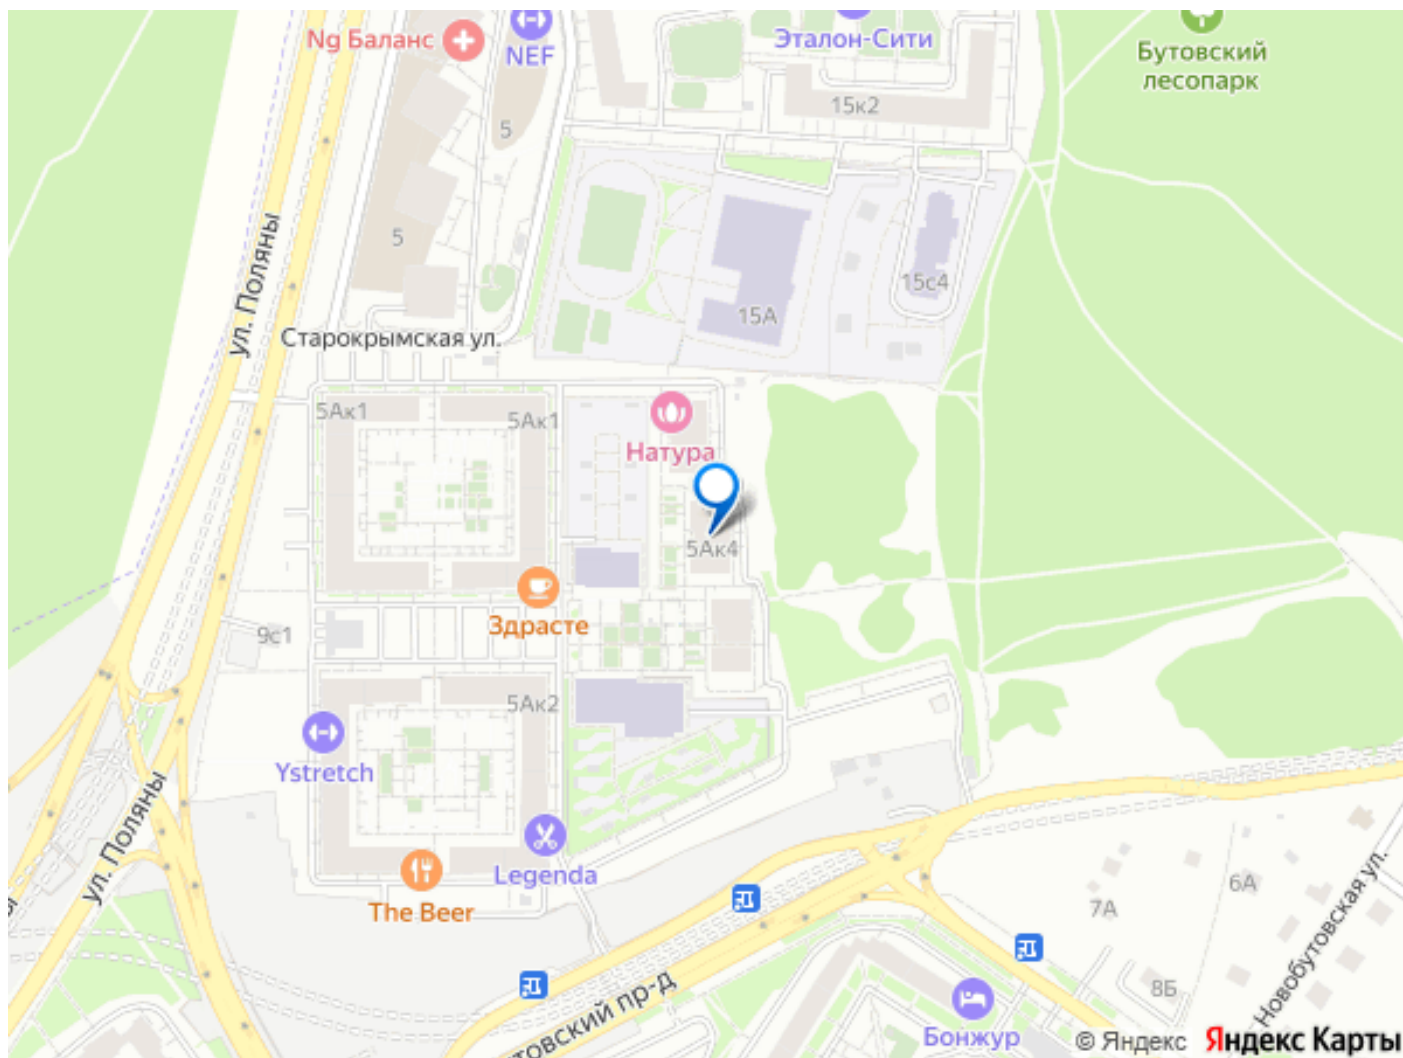 Ng Баланс
NEF
Эталон-Сити
Бутовский
лесопарк
15к2
5
5
15с4
15А
ул. Поляны
Старокрымская ул.
5Ак1
5Ак1
Натура
5Ак4
Здрасте
9с1
5Ак2
Ystretch
Legenda
The Beer
ул. Поляны
6А
7А
8Б
Новобутовская ул.
товский пр-д
Бонжур
© Яндекс Яндекс Карты